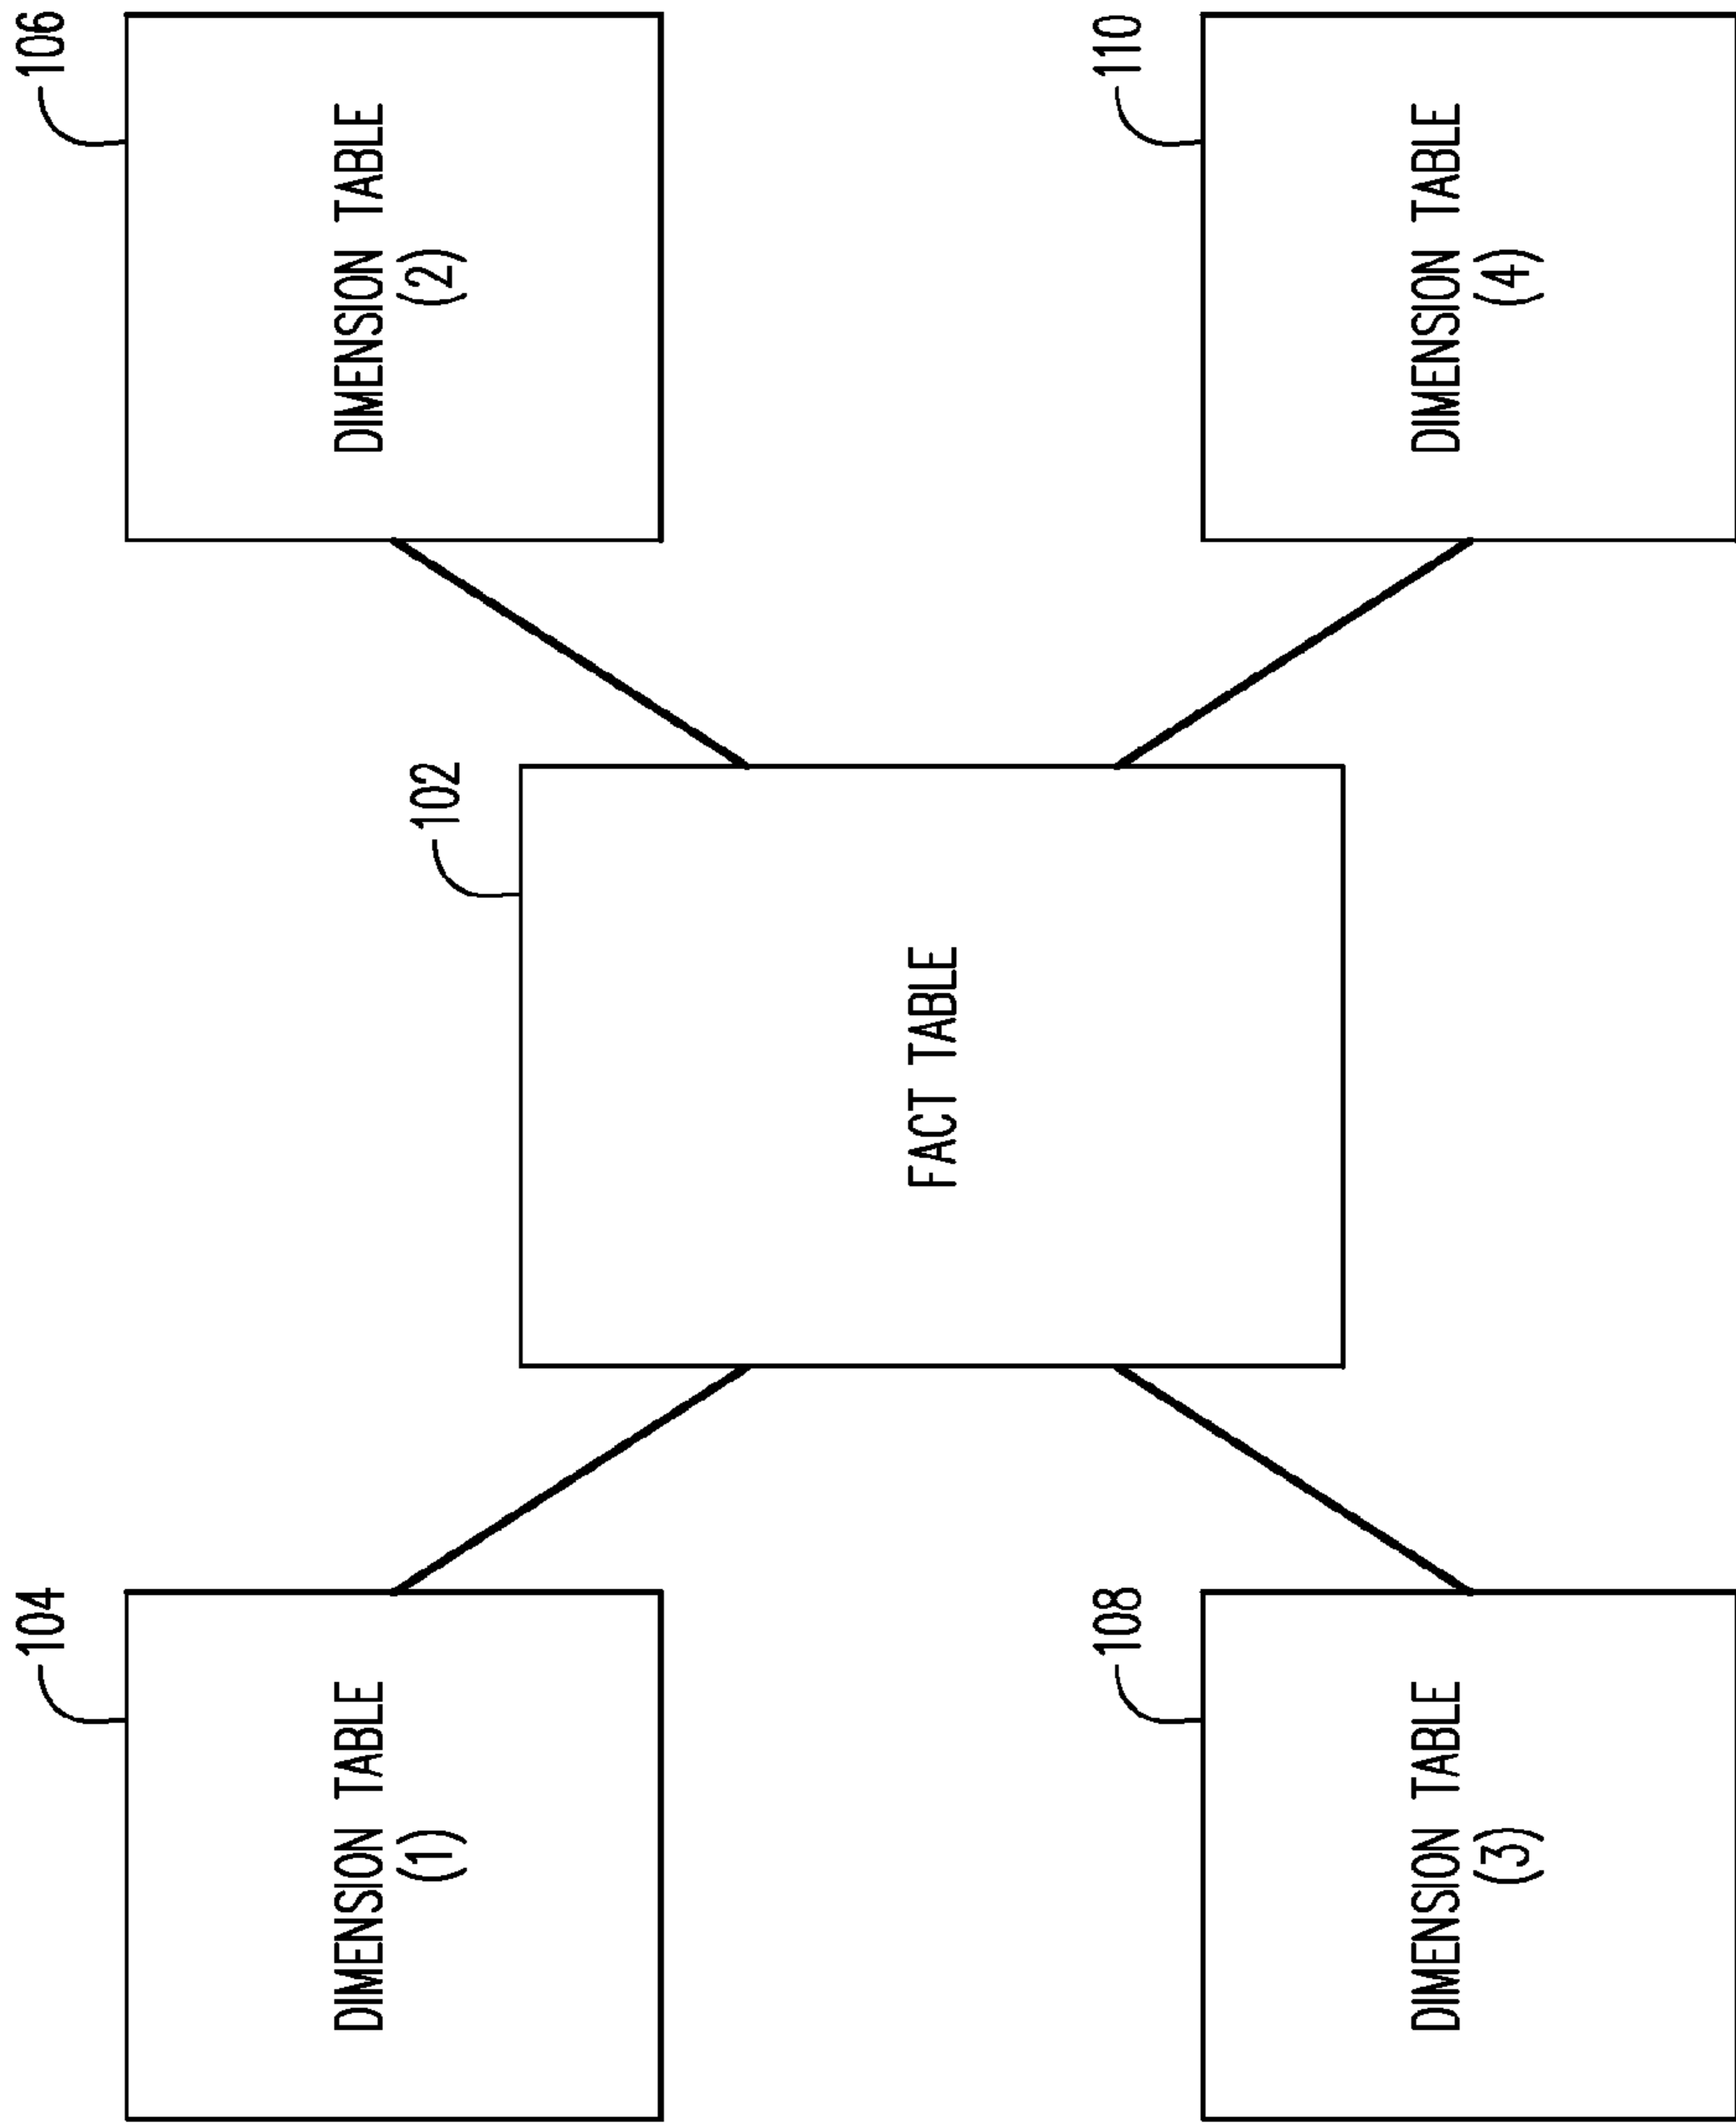 104
DIMENSION TABLE
(1)
106
DIMENSION TABLE
(2)
102
FACT TABLE
108
DIMENSION TABLE
(3)
110
DIMENSION TABLE
(4)